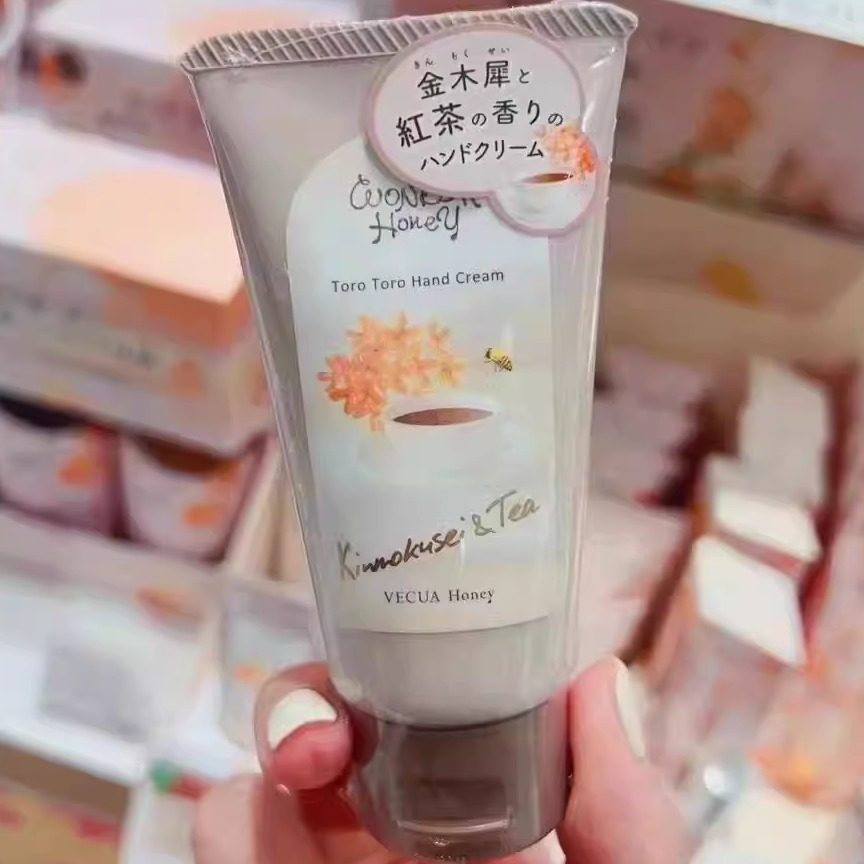 きん もく せい
金木犀と
紅茶の香りの
ハンドクリーム
Honey
Toro Toro Hand Cream
Kinmokusei & Tea
VECUA Honey